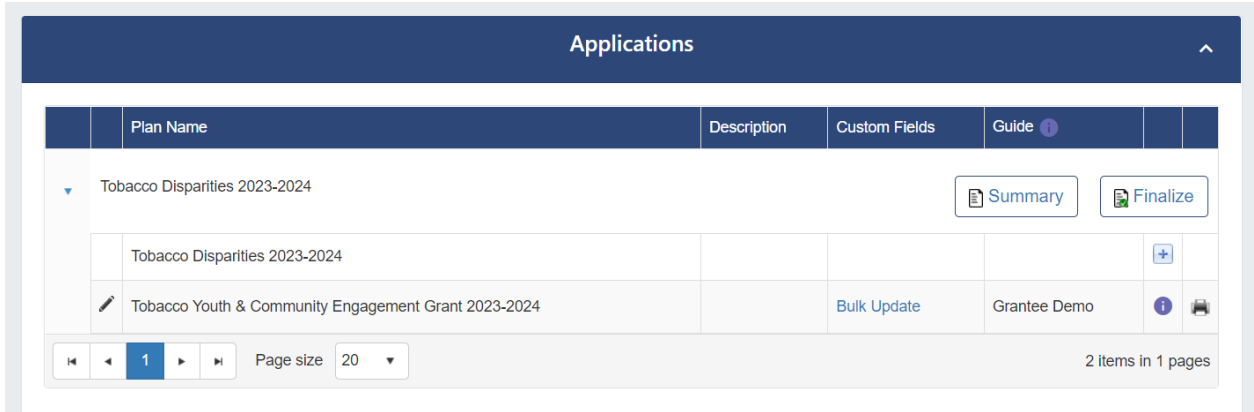 Applications
Plan Name Description Custom Fields Guide
Tobacco Disparities 2023-2024 Summary Finalize
Tobacco Disparities 2023-2024
Tobacco Youth & Community Engagement Grant 2023-2024 Bulk Update Grantee Demo
1 Page size 20 2 items in 1 pages